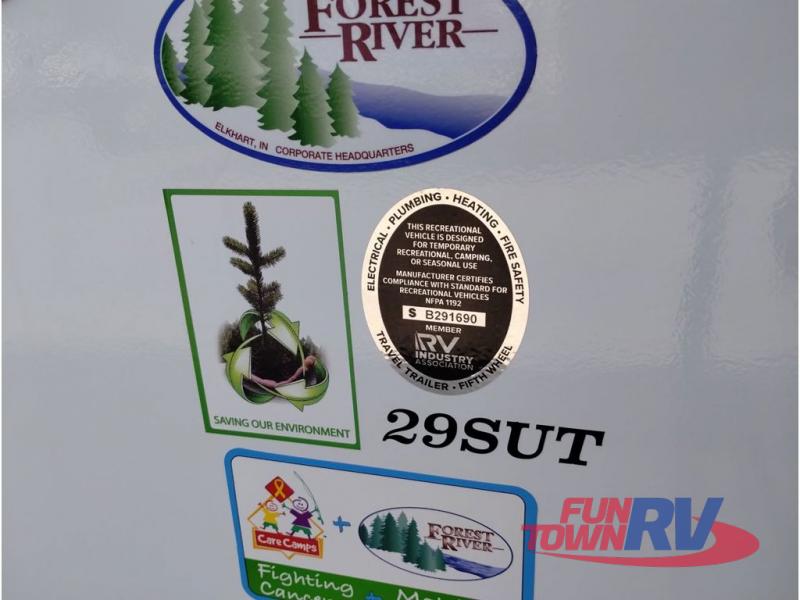 FOREST
RIVER
ELKHART, IN CORPORATE HEADQUARTERS
SAVING OUR ENVIRONMENT
ELECTRICAL • PLUMBING • HEATING • FIRE SAFETY
THIS RECREATIONAL
VEHICLE IS DESIGNED
FOR TEMPORARY
RECREATIONAL, CAMPING,
OR SEASONAL USE
MANUFACTURER CERTIFIES
COMPLIANCE WITH STANDARD FOR
RECREATIONAL VEHICLES
NFPA 1192
S B291690
MEMBER
RV
INDUSTRY
ASSOCIATION
TRAVEL TRAILER • FIFTH WHEEL
29SUT
Care Camps
+
FOREST
RIVER
Fighting
+
FUN
TOWN RV